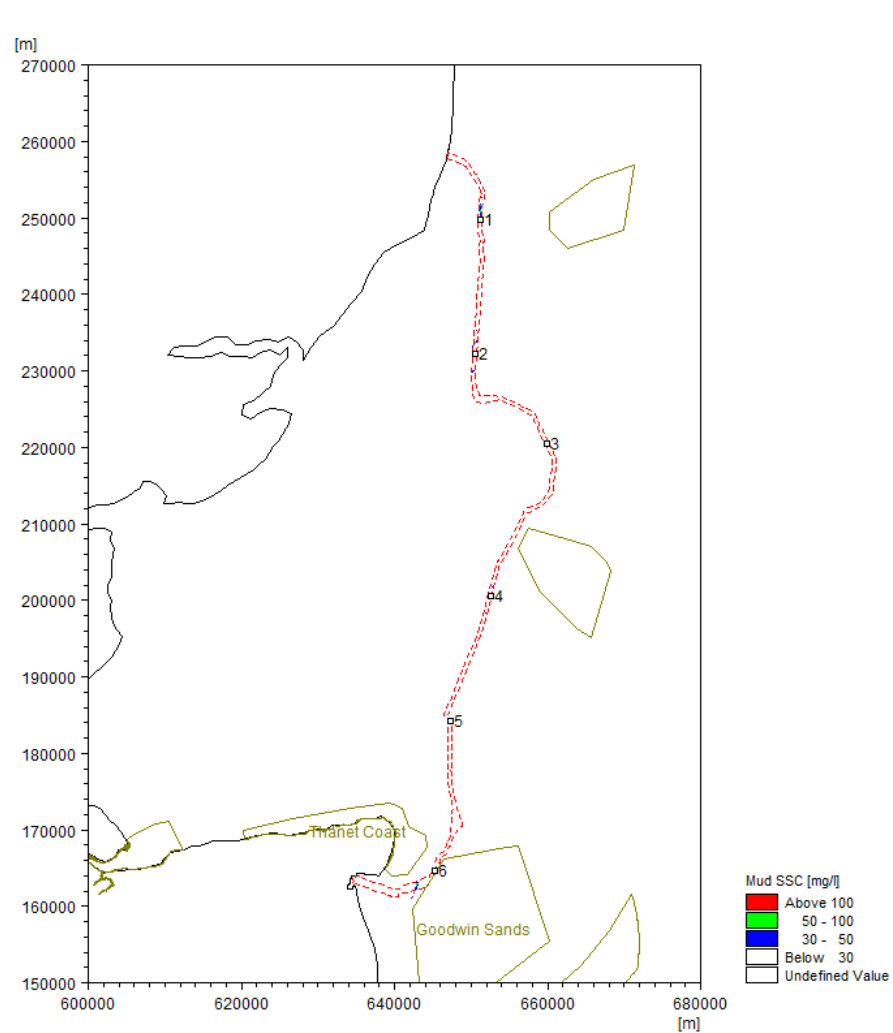 [m]
270000
260000
250000
240000
230000
220000
210000
200000
190000
180000
170000
160000
150000
600000 620000 640000 660000 680000
[m]
1
2
3
4
5
6
Thanet Coast
Goodwin Sands
Mud SSC [mg/l]
Above 100
50 - 100
30 - 50
Below 30
Undefined Value